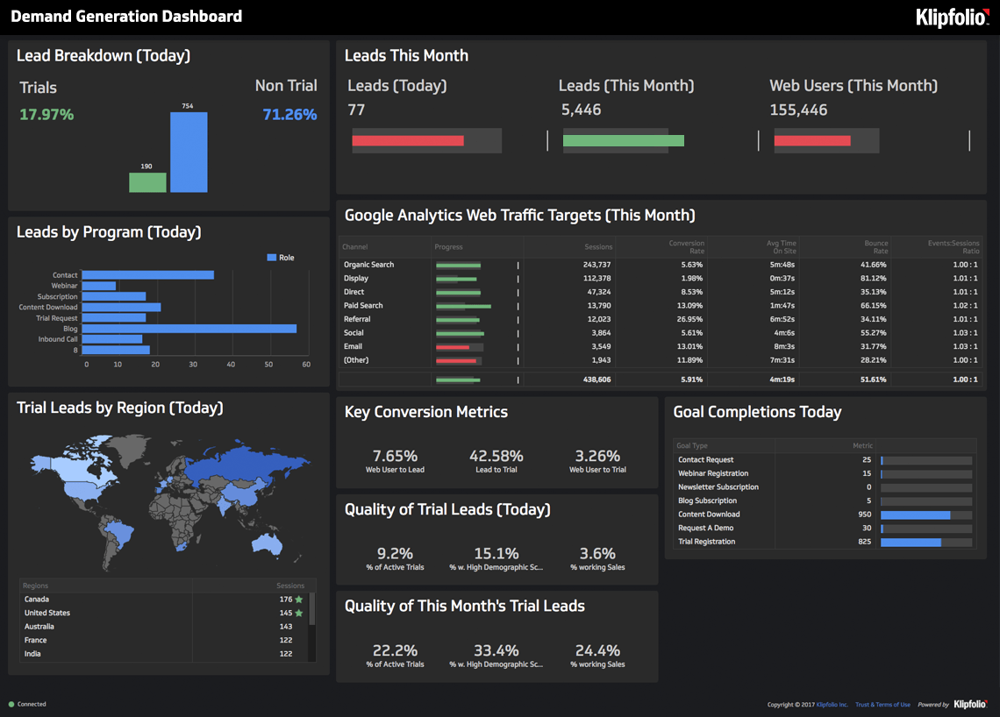 Demand Generation Dashboard
Klipfolio
Lead Breakdown (Today)
Trials
Non Trial
17.97%
71.26%
754
190
Leads This Month
Leads (Today)
Leads (This Month)
Web Users (This Month)
77
5,446
155,446
Leads by Program (Today)
Role
Contact
Webinar
Subscription
Content Download
Trial Request
Blog
Inbound Call
8
0 10 20 30 40 50 60
Google Analytics Web Traffic Targets (This Month)
Channel Progress Sessions Conversion Rate Avg Time On Site Bounce Rate Events:Sessions Ratio
Organic Search 243,737 5.63% 5m:48s 41.66% 1.00 : 1
Display 112,378 1.98% 0m:37s 81.12% 1.01 : 1
Direct 47,324 8.53% 5m:12s 35.13% 1.01 : 1
Paid Search 13,790 13.09% 1m:47s 66.15% 1.02 : 1
Referral 12,023 26.95% 6m:52s 34.11% 1.01 : 1
Social 3,864 5.61% 4m:6s 55.27% 1.03 : 1
Email 3,549 13.01% 8m:3s 31.77% 1.03 : 1
(Other) 1,943 11.89% 7m:31s 28.21% 1.00 : 1
438,606 5.91% 4m:19s 51.61% 1.00 : 1
Trial Leads by Region (Today)
Regions Sessions
Canada 176
United States 145
Australia 143
France 122
India 122
Key Conversion Metrics
7.65% 42.58% 3.26%
Web User to Lead Lead to Trial Web User to Trial
Quality of Trial Leads (Today)
9.2% 15.1% 3.6%
% of Active Trials % w. High Demographic Sc... % working Sales
Quality of This Month's Trial Leads
22.2% 33.4% 24.4%
% of Active Trials % w. High Demographic Sc... % working Sales
Goal Completions Today
Goal Type Metric
Contact Request 25
Webinar Registration 15
Newsletter Subscription 0
Blog Subscription 5
Content Download 950
Request A Demo 30
Trial Registration 825
Connected
Copyright © 2017 Klipfolio Inc. Trust & Terms of Use Powered by Klipfolio